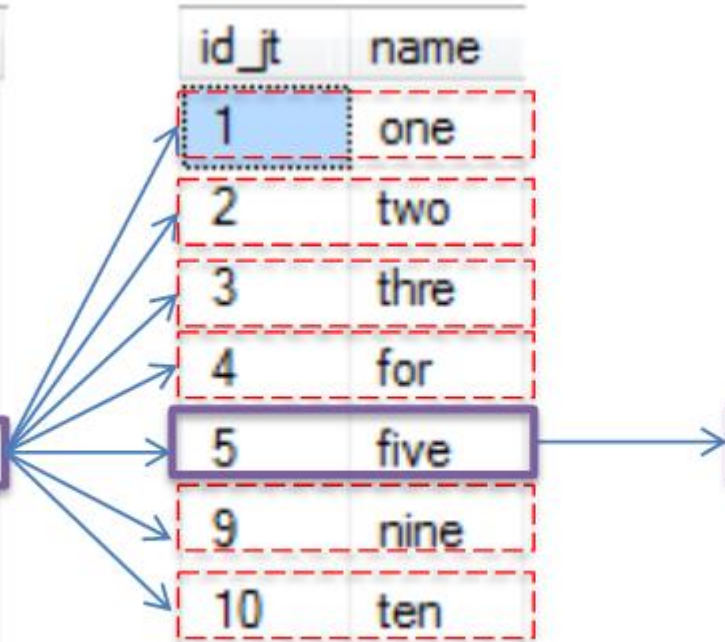 id_jt name
1 one
2 two
3 thre
4 for
5 five
9 nine
10 ten